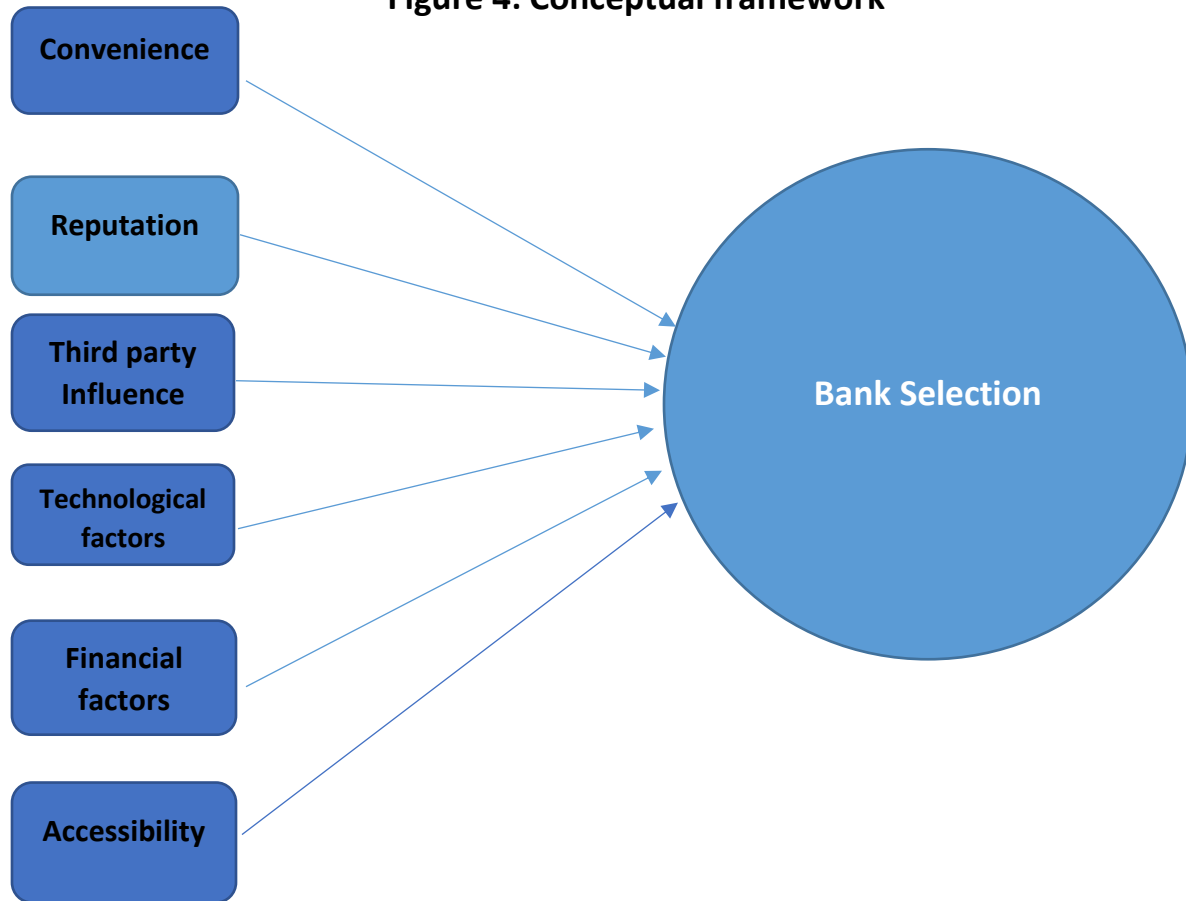 Figure 4: Conceptual framework
Convenience
Reputation
Third party
Influence
Technological
factors
Financial
factors
Accessibility
Bank Selection